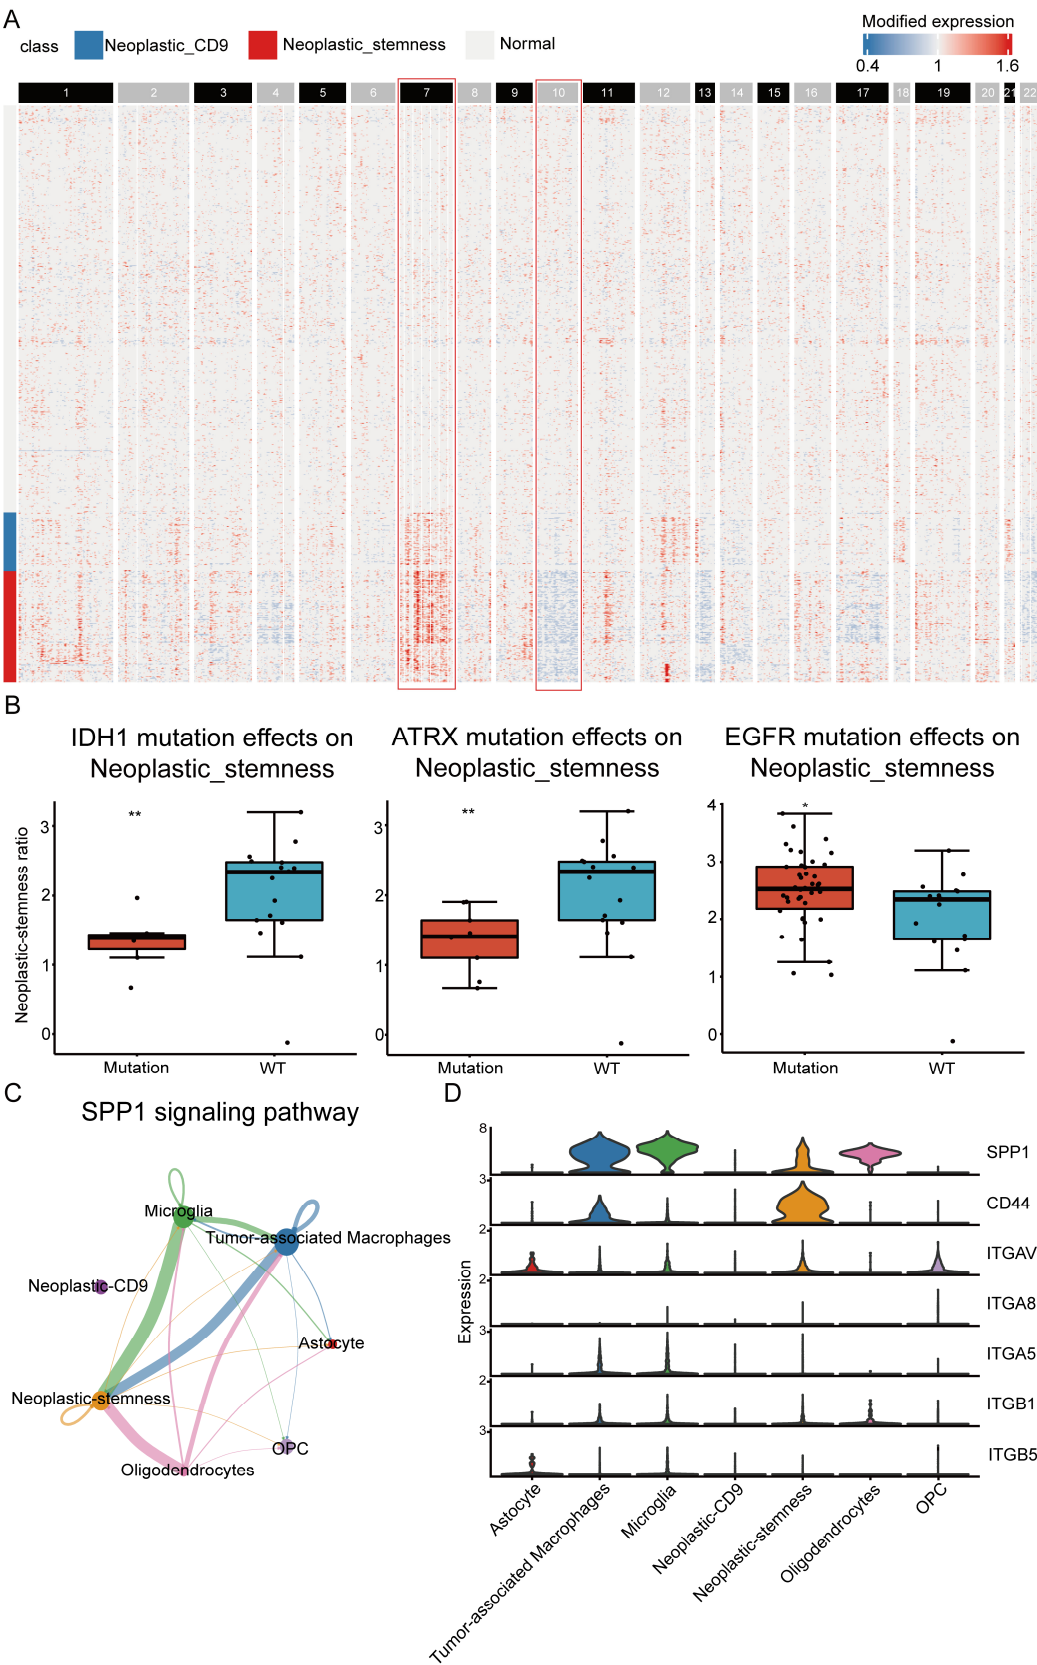 A
class Neoplastic_CD9 Neoplastic_stemness Normal
Modified expression
0.4 1 1.6
1 2 3 4 5 6 7 8 9 10 11 12 13 14 15 16 17 18 19 20 21 22
B
IDH1 mutation effects on
Neoplastic_stemness
ATRX mutation effects on
Neoplastic_stemness
EGFR mutation effects on
Neoplastic_stemness
Neoplastic-stemness ratio
3
2
1
0
**
Mutation WT
3
2
1
0
**
Mutation WT
4
3
2
1
0
*
Mutation WT
C
SPP1 signaling pathway
Microglia
Tumor-associated Macrophages
Neoplastic-CD9
Astocyte
Neoplastic-stemness
OPC
Oligodendrocytes
D
Expression
8
SPP1
3
CD44
2
ITGAV
2
ITGA8
3
ITGA5
2
ITGB1
3
ITGB5
Astocyte
Tumor-associated Macrophages
Microglia
Neoplastic-CD9
Neoplastic-stemness
Oligodendrocytes
OPC